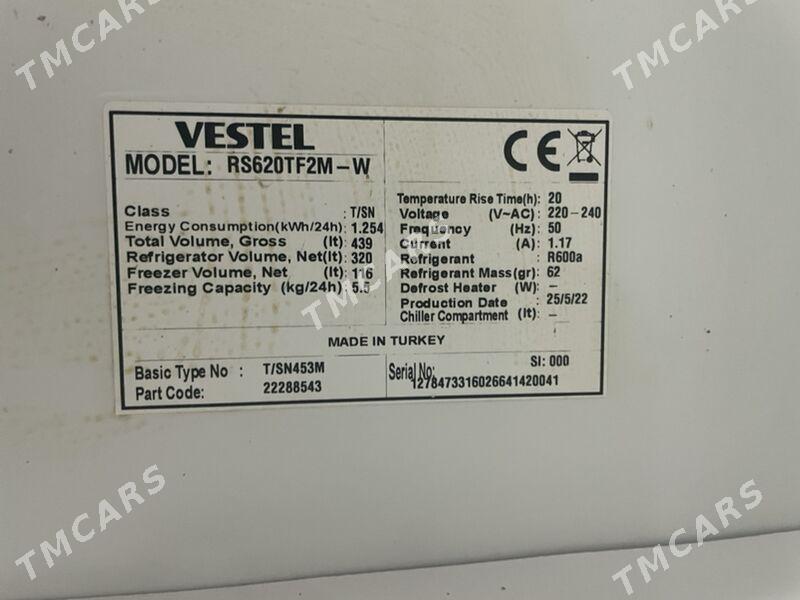 TMCARS
TMCARS
VESTEL
MODEL: RS620TF2M-W
CE
Class : T/SN
Energy Consumption(kWh/24h): 1.254
Total Volume, Gross (lt): 439
Refrigerator Volume, Net(lt): 320
Freezer Volume, Net (lt): 116
Freezing Capacity (kg/24h): 5.5
Temperature Rise Time(h): 20
Voltage (V~AC): 220-240
Frequency (Hz): 50
Current (A): 1.17
Refrigerant : R600a
Refrigerant Mass(gr): 62
Defrost Heater (W): -
Production Date : 25/5/22
Chiller Compartment (lt): -
TMCARS
MADE IN TURKEY
Basic Type No : T/SN453M
Part Code: 22288543
SI: 000
Serial No:
1278473316026641420041
TMCARS
TMCARS